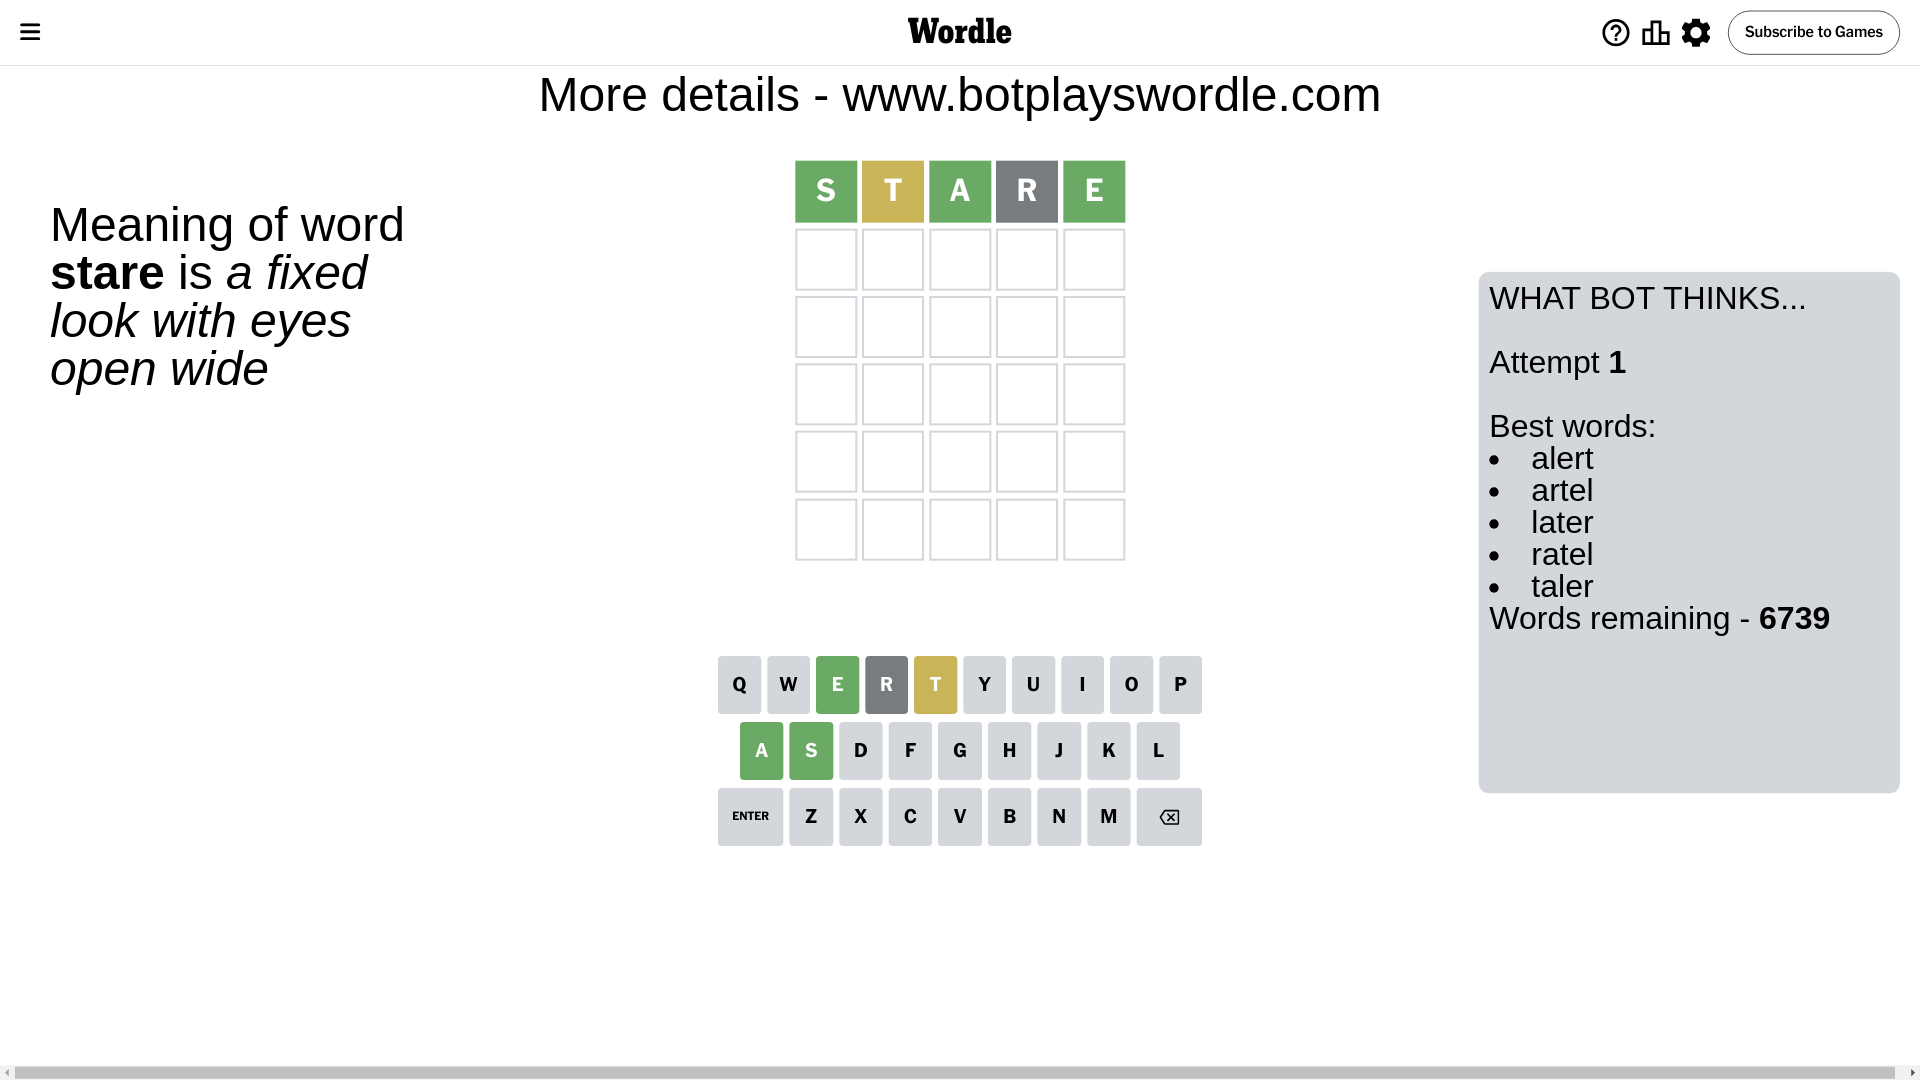 Wordle
Subscribe to Games
More details - www.botplayswordle.com
Meaning of word
stare is a fixed
look with eyes
open wide
S T A R E
WHAT BOT THINKS...
Attempt 1
Best words:
• alert
• artel
• later
• ratel
• taler
Words remaining - 6739
Q W E R T Y U I O P
A S D F G H J K L
ENTER Z X C V B N M